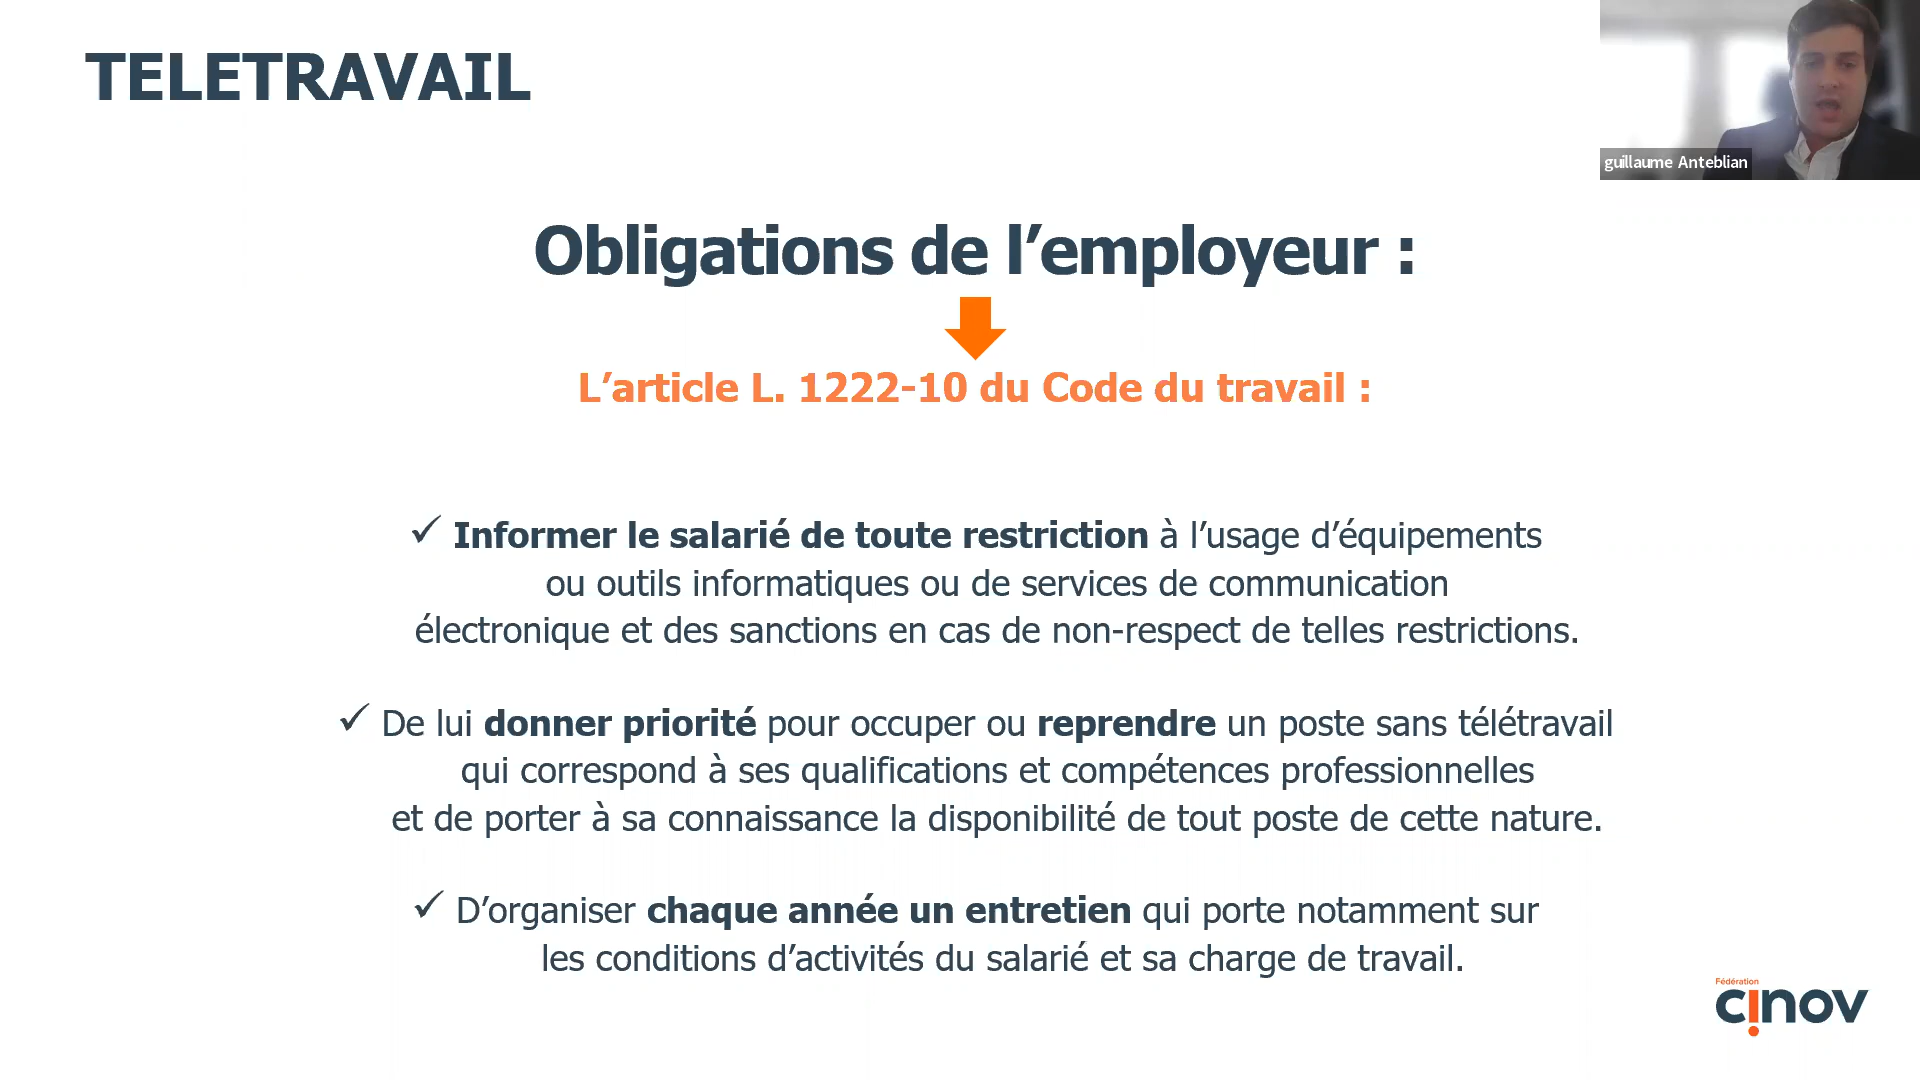 TELETRAVAIL
guillaume Anteblian
Obligations de l’employeur :
L’article L. 1222-10 du Code du travail :
✓ Informer le salarié de toute restriction à l’usage d’équipements
ou outils informatiques ou de services de communication
électronique et des sanctions en cas de non-respect de telles restrictions.
✓ De lui donner priorité pour occuper ou reprendre un poste sans télétravail
qui correspond à ses qualifications et compétences professionnelles
et de porter à sa connaissance la disponibilité de tout poste de cette nature.
✓ D’organiser chaque année un entretien qui porte notamment sur
les conditions d’activités du salarié et sa charge de travail.
Fédération
cinov